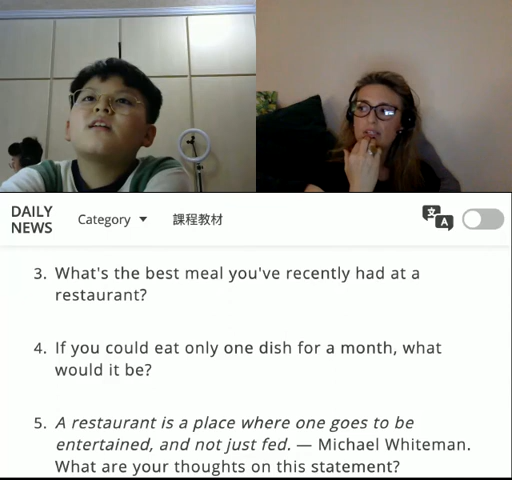 DAILY
NEWS
Category
課程教材
3. What's the best meal you've recently had at a
restaurant?
4. If you could eat only one dish for a month, what
would it be?
5. A restaurant is a place where one goes to be
entertained, and not just fed. — Michael Whiteman.
What are your thoughts on this statement?